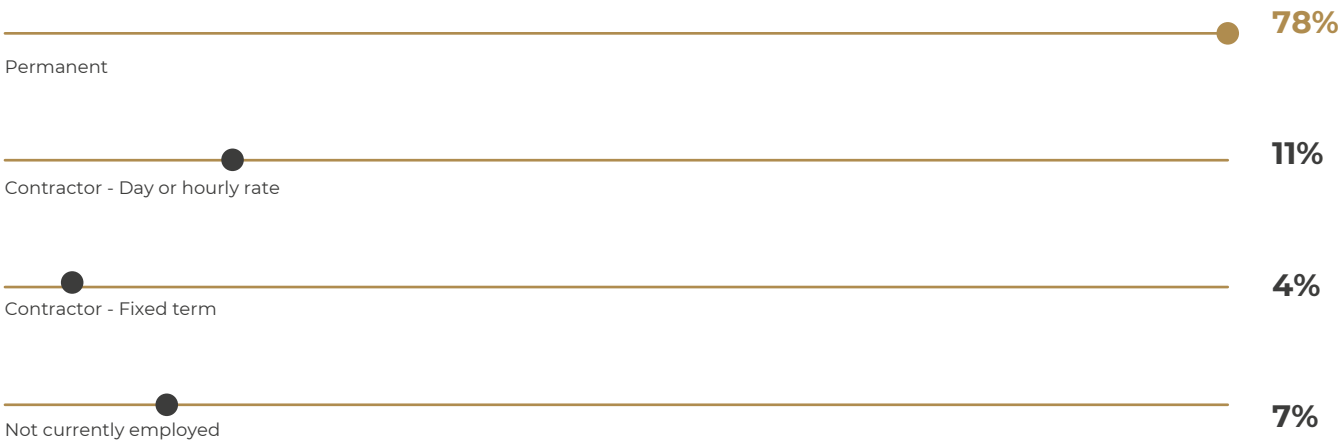 78%
Permanent
11%
Contractor - Day or hourly rate
4%
Contractor - Fixed term
7%
Not currently employed